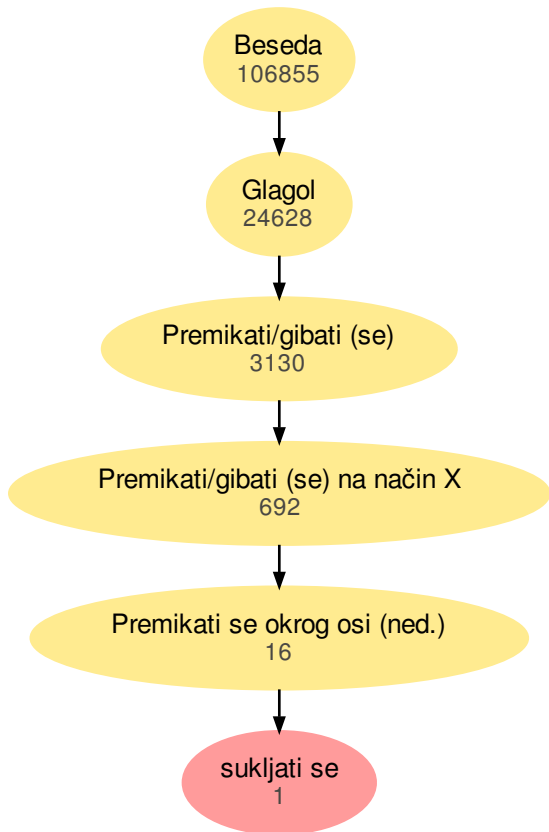 Beseda
106855
Glagol
24628
Premikati/gibati (se)
3130
Premikati/gibati (se) na način X
692
Premikati se okrog osi (ned.)
16
sukljati se
1